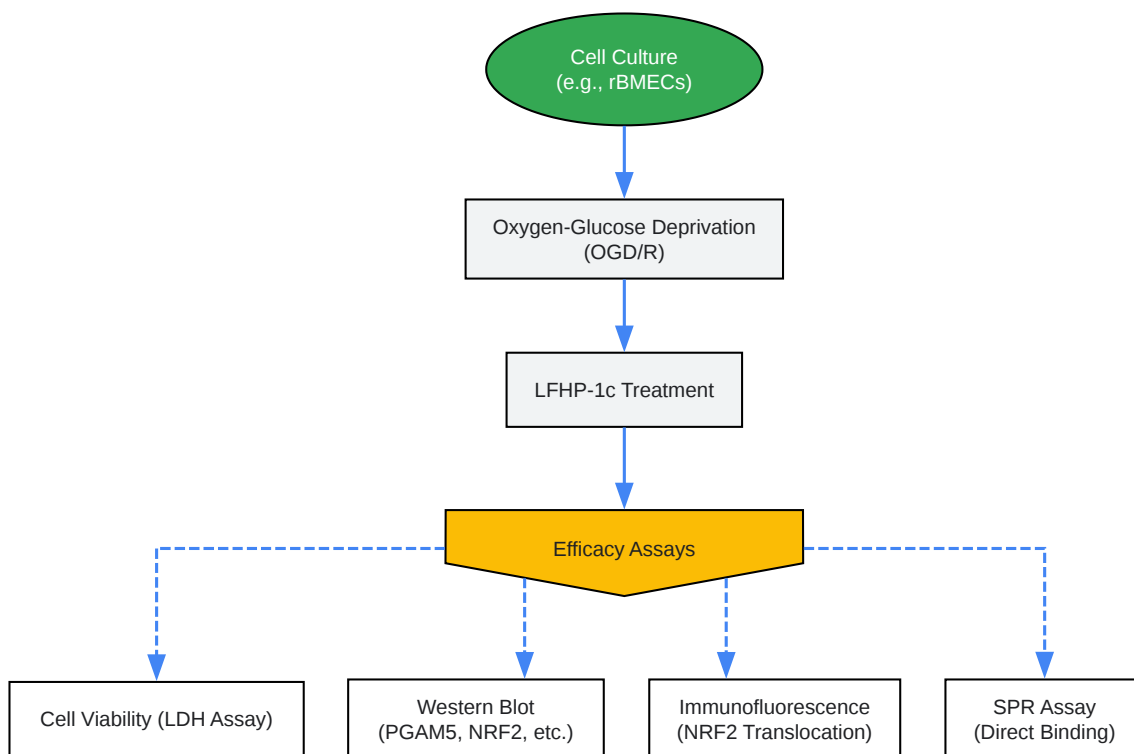 Cell Culture
(e.g., rBMECs)
Oxygen-Glucose Deprivation
(OGD/R)
LFHP-1c Treatment
Efficacy Assays
Cell Viability (LDH Assay)
Western Blot
(PGAM5, NRF2, etc.)
Immunofluorescence
(NRF2 Translocation)
SPR Assay
(Direct Binding)